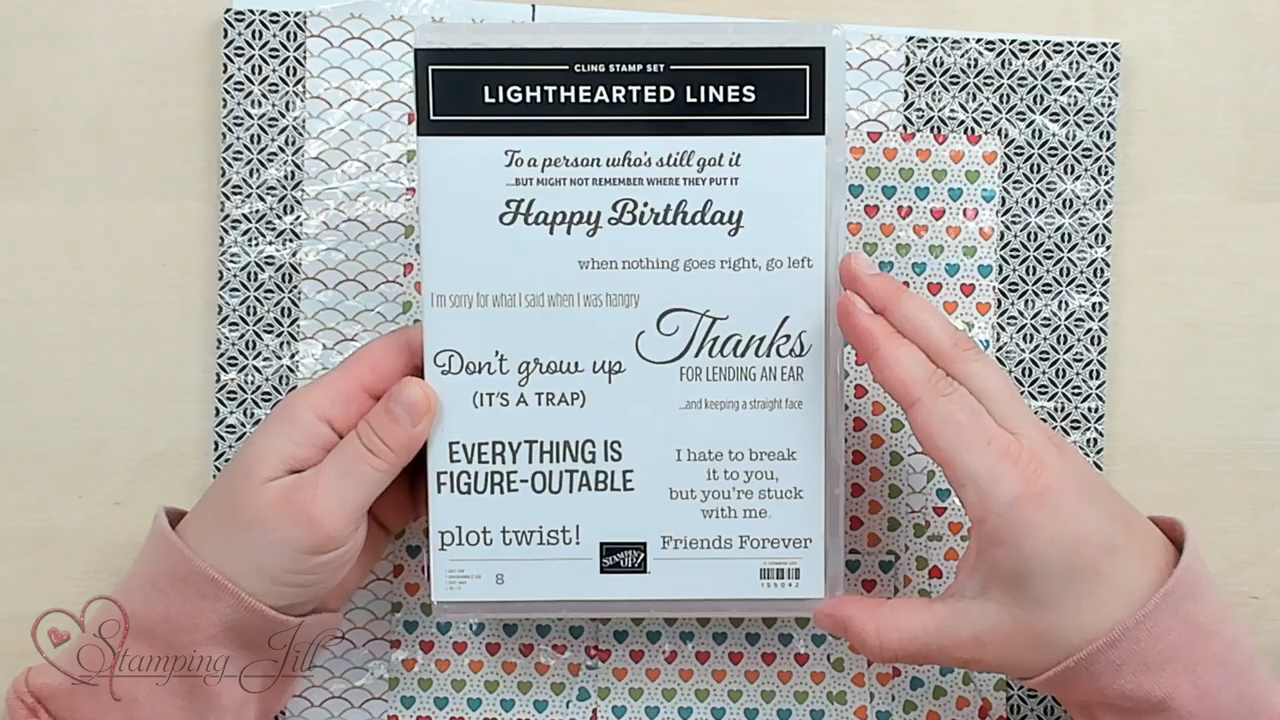 CLING STAMP SET
LIGHTHEARTED LINES
To a person who's still got it
...BUT MIGHT NOT REMEMBER WHERE THEY PUT IT
Happy Birthday
when nothing goes right, go left
I'm sorry for what I said when I was hangry
Thanks
FOR LENDING AN EAR
...and keeping a straight face
Don't grow up
(IT'S A TRAP)
EVERYTHING IS
FIGURE-OUTABLE
I hate to break
it to you,
but you're stuck
with me.
plot twist!
Friends Forever
STAMPIN' UP!
8
155042
Stamping Jill